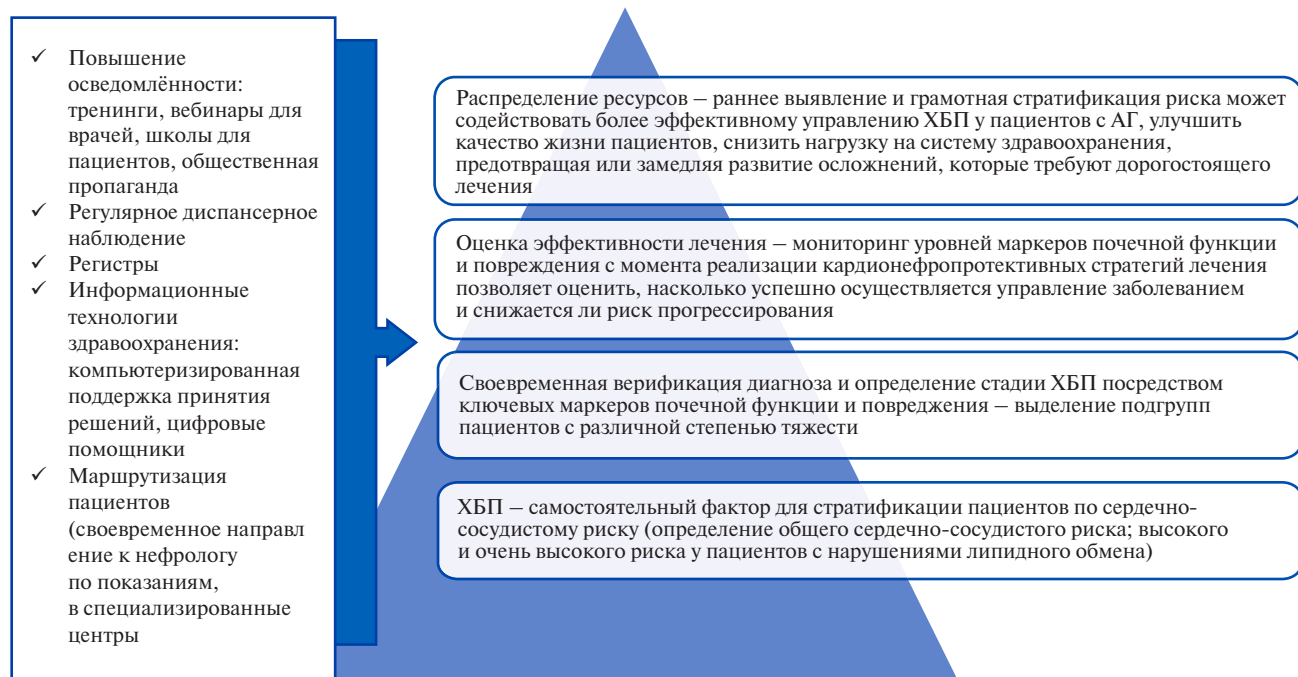 ✓ Повышение
осведомлённости:
тренинги, вебинары для
врачей, школы для
пациентов, общественная
пропаганда
✓ Регулярное диспансерное
наблюдение
✓ Регистры
✓ Информационные
технологии
здравоохранения:
компьютеризированная
поддержка принятия
решений, цифровые
помощники
✓ Маршрутизация
пациентов
(своевременное направл
ение к нефрологу
по показаниям,
в специализированные
центры
Распределение ресурсов – раннее выявление и грамотная стратификация риска может
содействовать более эффективному управлению ХБП у пациентов с АГ, улучшить
качество жизни пациентов, снизить нагрузку на систему здравоохранения,
предотвращая или замедляя развитие осложнений, которые требуют дорогостоящего
лечения
Оценка эффективности лечения – мониторинг уровней маркеров почечной функции
и повреждения с момента реализации кардионефропротективных стратегий лечения
позволяет оценить, насколько успешно осуществляется управление заболеванием
и снижается ли риск прогрессирования
Своевременная верификация диагноза и определение стадии ХБП посредством
ключевых маркеров почечной функции и повреджения – выделение подгрупп
пациентов с различной степенью тяжести
ХБП – самостоятельный фактор для стратификации пациентов по сердечно-
сосудистому риску (определение общего сердечно-сосудистого риска; высокого
и очень высокого риска у пациентов с нарушениями липидного обмена)